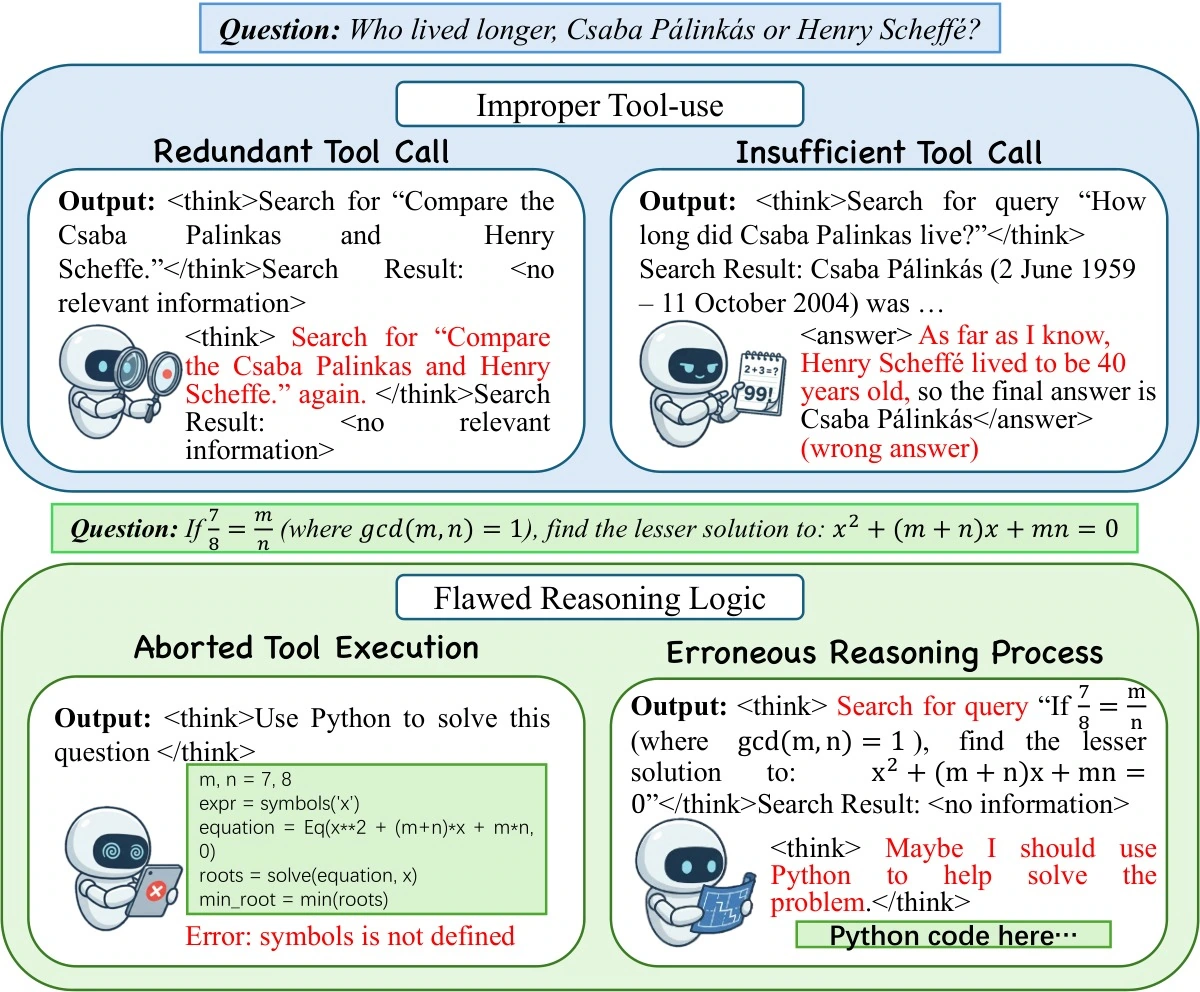 Question: Who lived longer, Csaba Pálinkás or Henry Scheffé?
Improper Tool-use
Redundant Tool Call
Output: <think>Search for “Compare the
Csaba Palinkas and Henry
Scheffe.”</think>Search Result: <no
relevant information>
<think> Search for “Compare
the Csaba Palinkas and Henry
Scheffe.” again. </think>Search
Result: <no relevant
information>
Insufficient Tool Call
Output: <think>Search for query “How
long did Csaba Palinkas live?”</think>
Search Result: Csaba Pálinkás (2 June 1959
– 11 October 2004) was …
2+3=?
99!
<answer> As far as I know,
Henry Scheffé lived to be 40
years old, so the final answer is
Csaba Pálinkás</answer>
(wrong answer)
Question: If 7/8 = m/n (where gcd(m, n) = 1), find the lesser solution to: x² + (m + n)x + mn = 0
Flawed Reasoning Logic
Aborted Tool Execution
Output: <think>Use Python to solve this
question </think>
m, n = 7, 8
expr = symbols('x')
equation = Eq(x**2 + (m+n)*x + m*n,
0)
roots = solve(equation, x)
min_root = min(roots)
Error: symbols is not defined
Erroneous Reasoning Process
Output: <think> Search for query “If 7/8 = m/n
(where gcd(m, n) = 1 ), find the lesser
solution to: x² + (m + n)x + mn =
0”</think>Search Result: <no information>
<think> Maybe I should use
Python to help solve the
problem.</think>
Python code here⋯